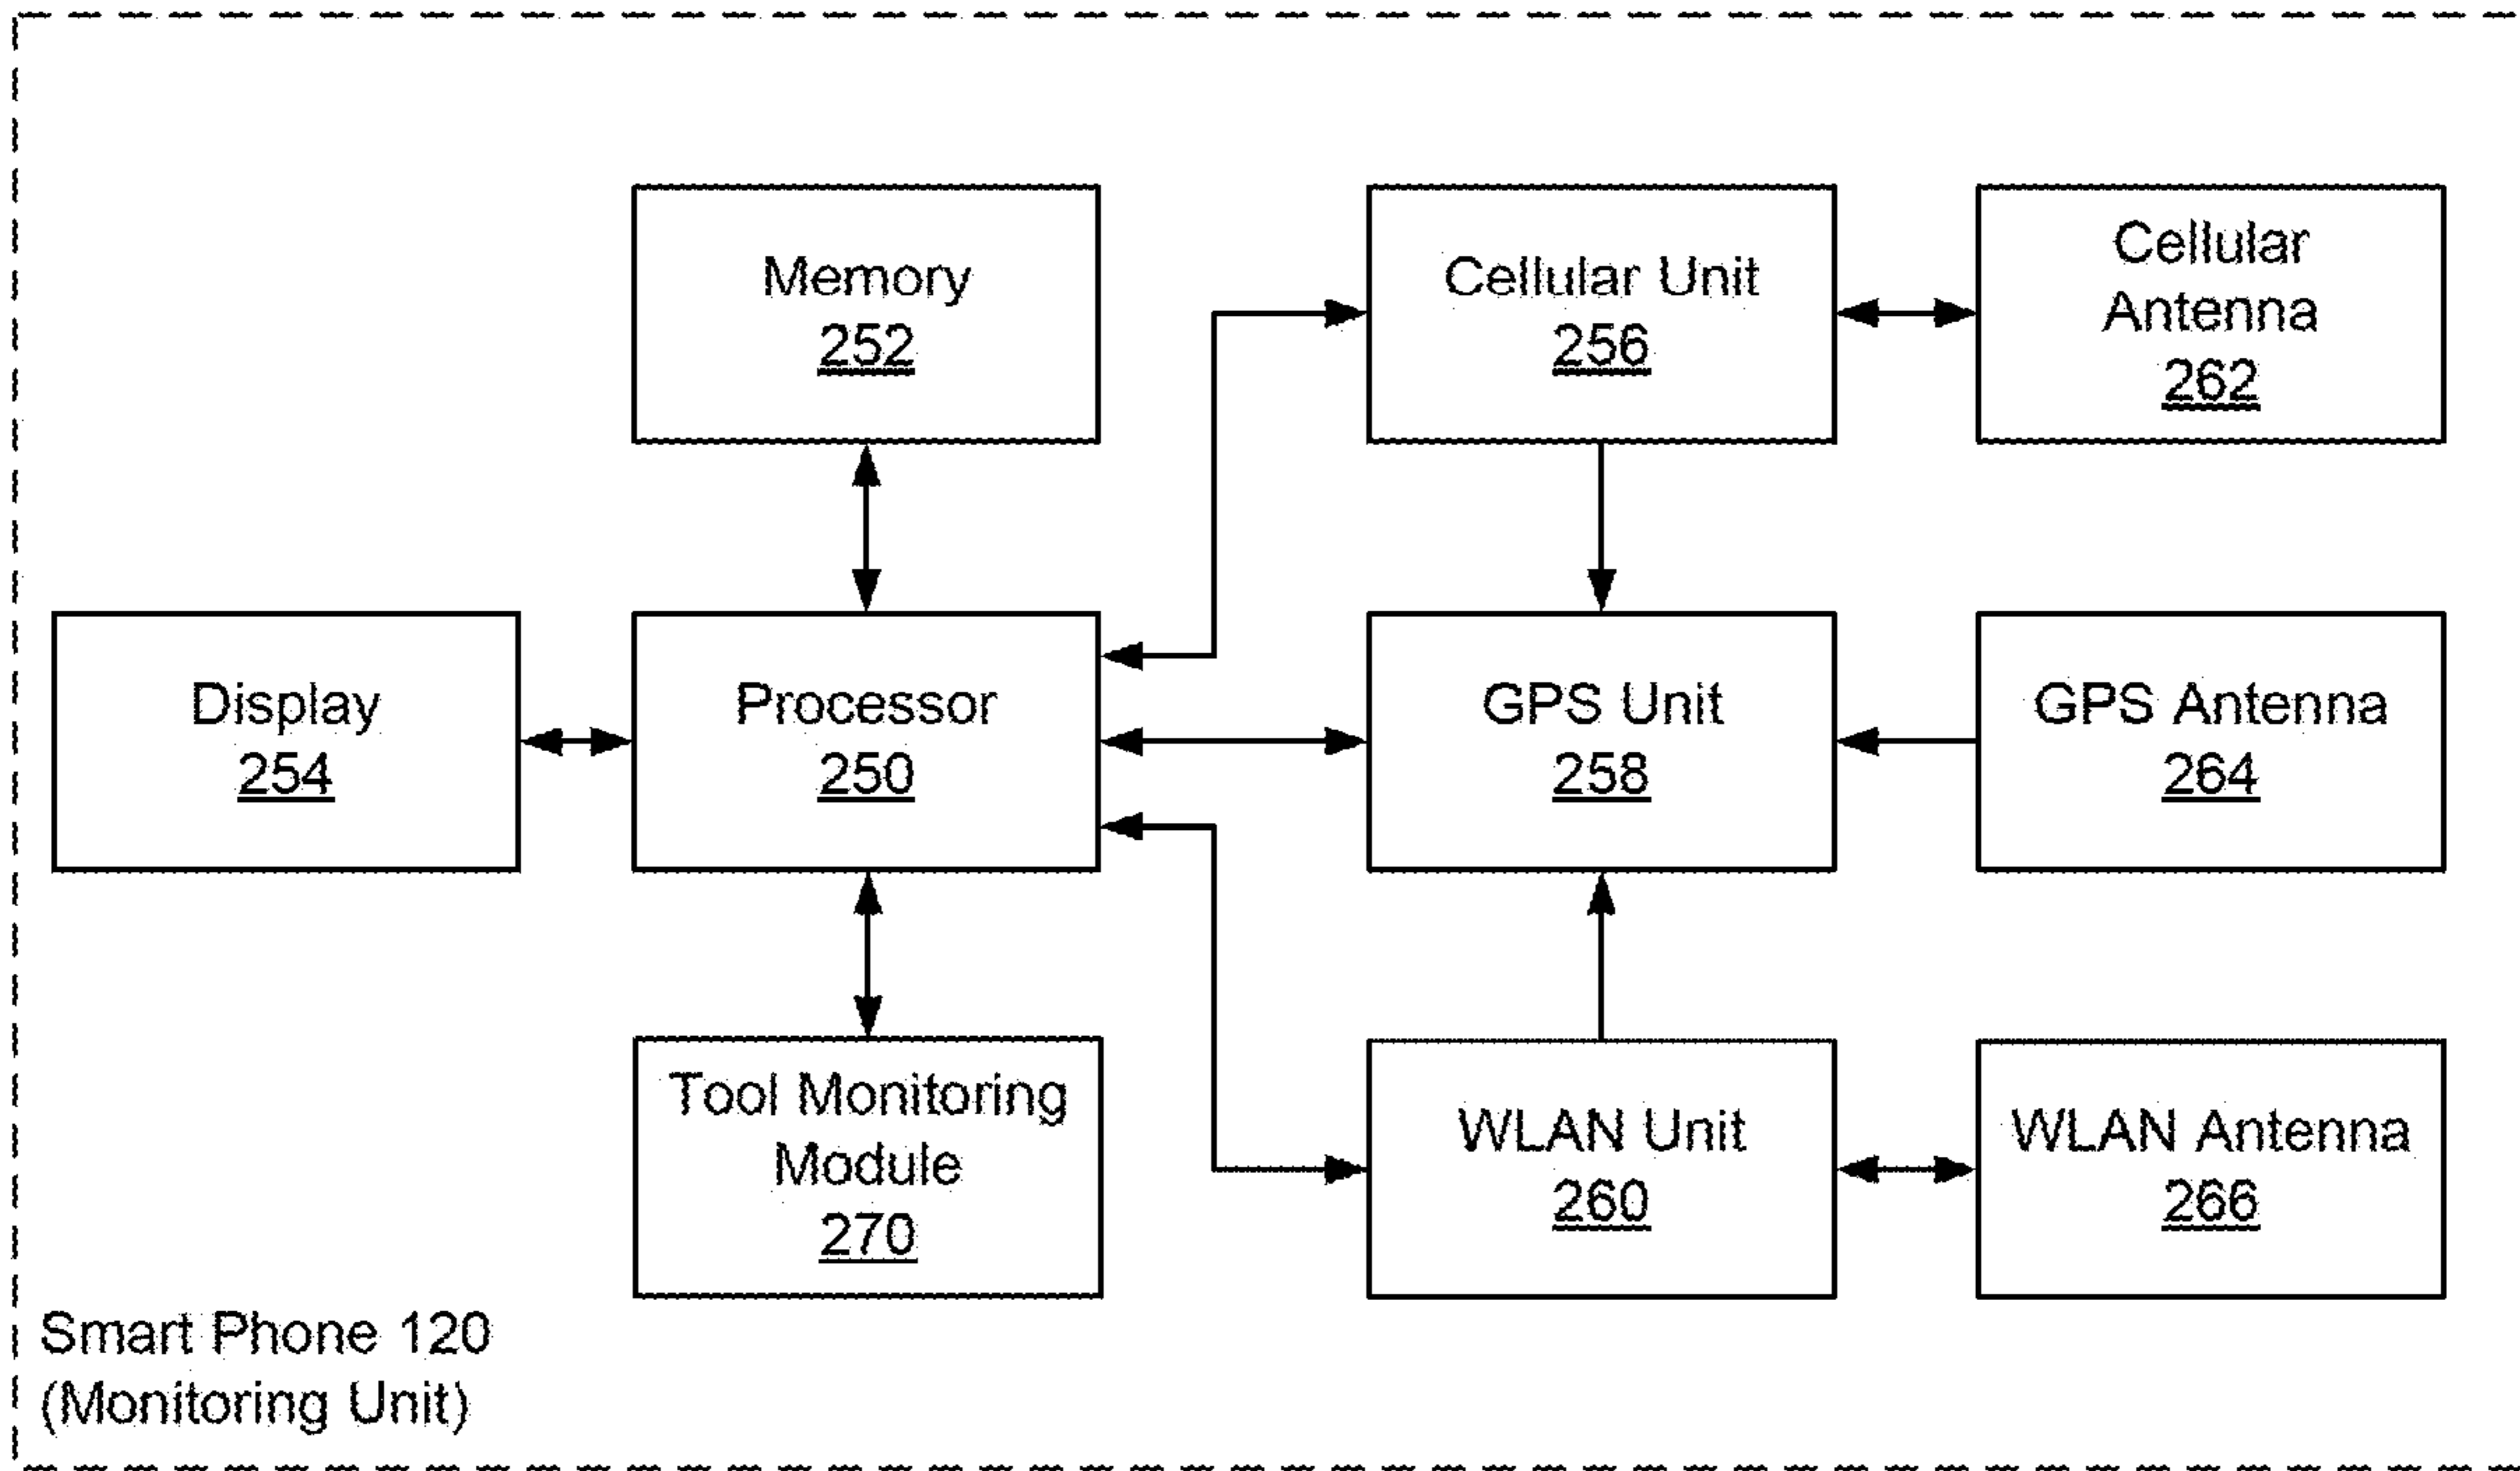 Memory
252
Cellular Unit
256
Cellular
Antenna
262
Display
254
Processor
250
GPS Unit
258
GPS Antenna
264
Tool Monitoring
Module
270
WLAN Unit
260
WLAN Antenna
266
Smart Phone 120
(Monitoring Unit)